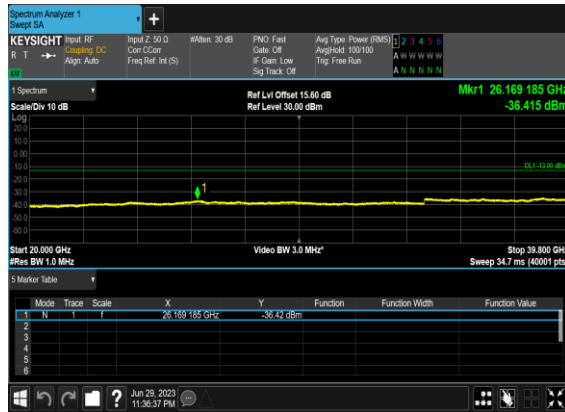 Spectrum Analyzer 1
Swept SA
+
KEYSIGHT Input: RF Input Z: 50 Ω #Atten: 30 dB PNO: Fast Avg Type: Power (RMS) 1 2 3 4 5 6
R T Coupling: DC Corr CCorr Gate: Off Avg|Hold: 100/100 A W W W W W
Align: Auto Freq Ref: Int (S) IF Gain: Low Trig: Free Run
Sig Track: Off A N N N N N
1 Spectrum Ref Lvl Offset 15.60 dB Mkr1 26.169 185 GHz
Scale/Div 10 dB Ref Level 30.00 dBm -36.415 dBm
Log
20.0
10.0
0.00
-10.0 DL1 -13.00 dBm
-20.0
-30.0 1
-40.0
-50.0
-60.0
Start 20.000 GHz Video BW 3.0 MHz* Stop 39.800 GHz
#Res BW 1.0 MHz Sweep 34.7 ms (40001 pts)
5 Marker Table
Mode Trace Scale X Y Function Function Width Function Value
1 N 1 f 26.169 185 GHz -36.42 dBm
2
3
4
5
6
? Jun 29, 2023
11:36:37 PM